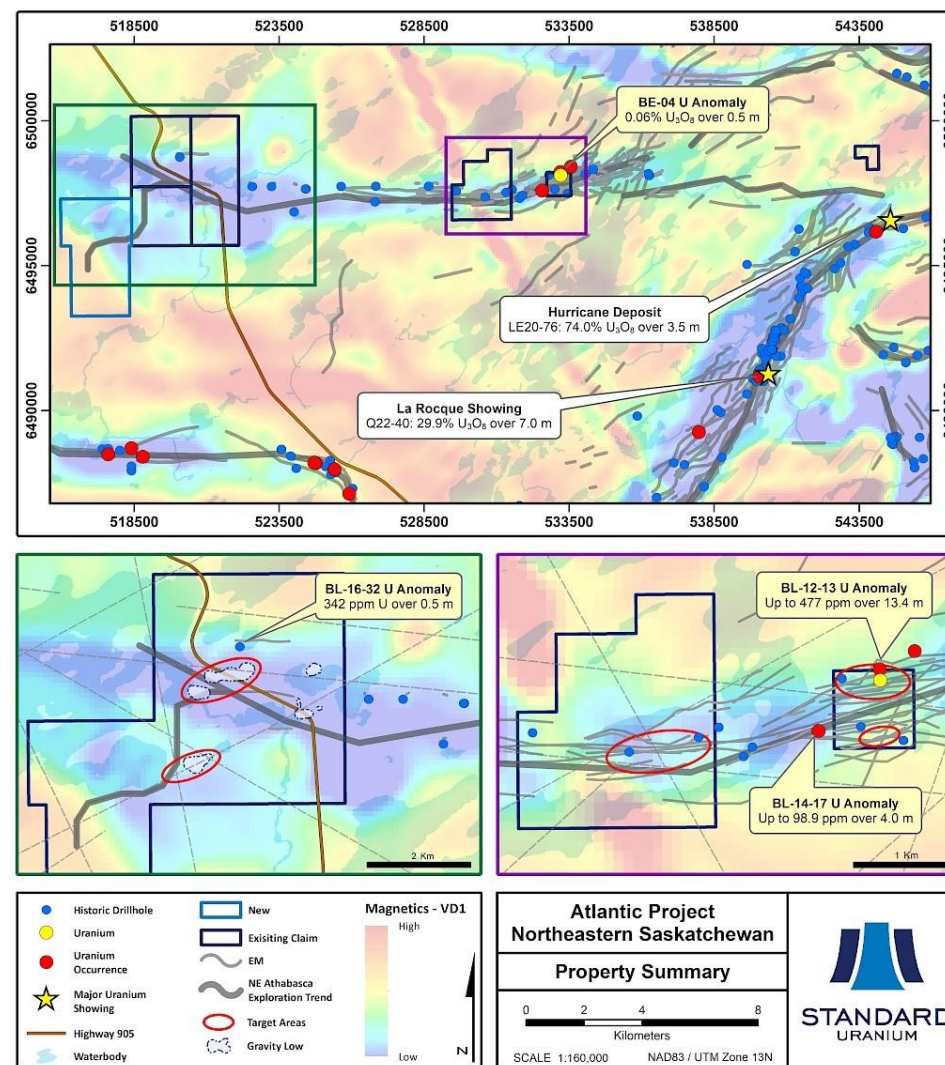 518500 523500 528500 533500 538500 543500
6500000
6495000
6490000
BE-04 U Anomaly
0.06% U₃O₈ over 0.5 m
Hurricane Deposit
LE20-76: 74.0% U₃O₈ over 3.5 m
La Rocque Showing
Q22-40: 29.9% U₃O₈ over 7.0 m
518500 523500 528500 533500 538500 543500
BL-16-32 U Anomaly
342 ppm U over 0.5 m
2 Km
BL-12-13 U Anomaly
Up to 477 ppm over 13.4 m
BL-14-17 U Anomaly
Up to 98.9 ppm over 4.0 m
1 Km
Historic Drillhole
Uranium
Uranium
Occurrence
Major Uranium
Showing
Highway 905
Waterbody
New
Exisiting Claim
EM
NE Athabasca
Exploration Trend
Target Areas
Gravity Low
Magnetics - VD1
High
Low
N
Atlantic Project
Northeastern Saskatchewan
Property Summary
0 2 4 8
Kilometers
SCALE 1:160,000 NAD83 / UTM Zone 13N
STANDARD
URANIUM